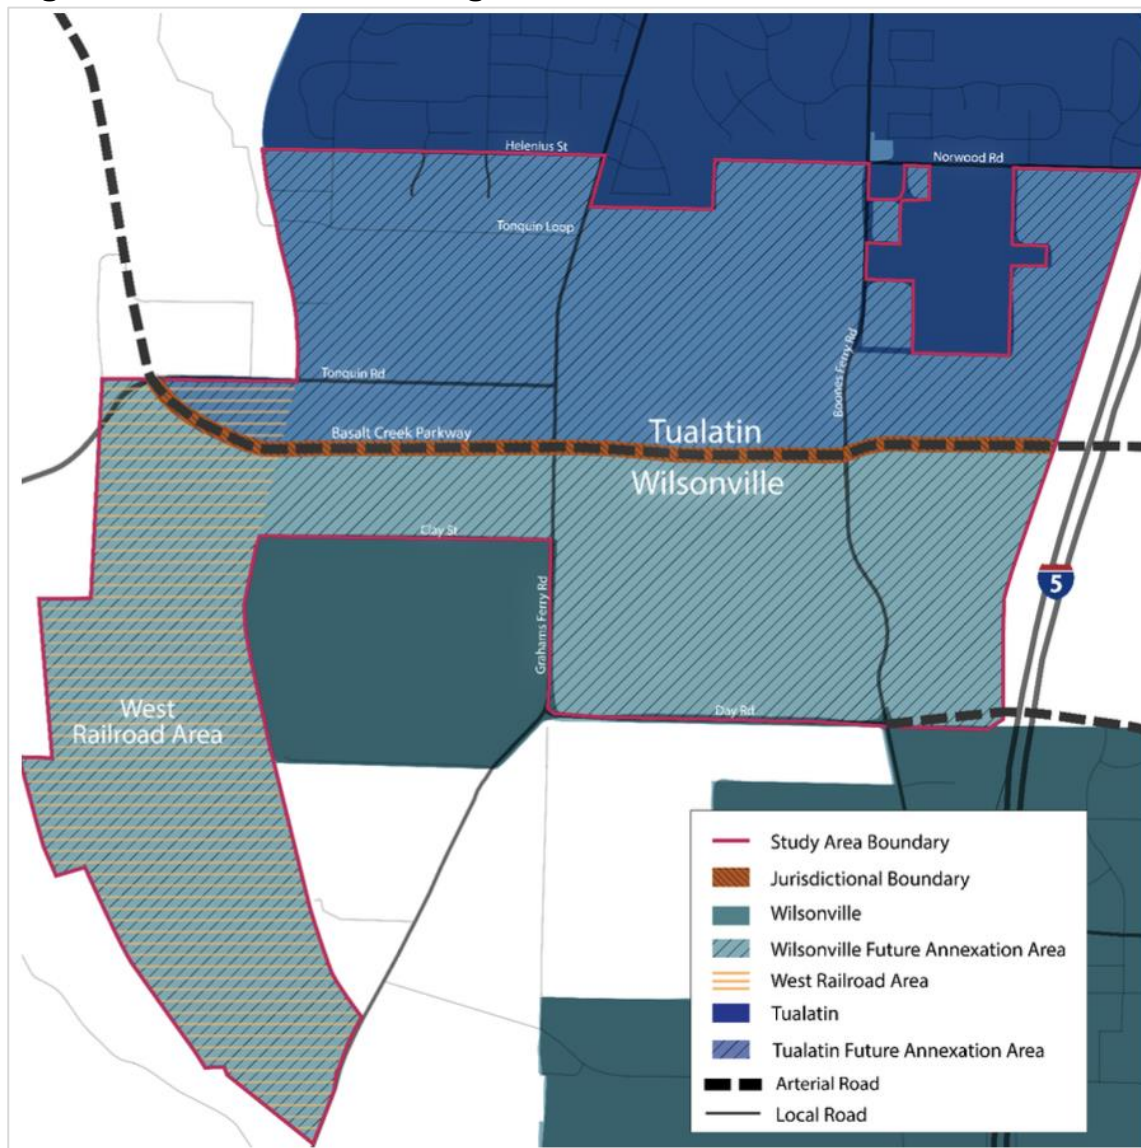 Helenius St
Norwood Rd
Tonquin Loop
Boones Ferry Rd
Tonquin Rd
Basalt Creek Parkway
Tualatin
Wilsonville
Clay St
5
Grahams Ferry Rd
West
Railroad Area
Day Rd
Study Area Boundary
Jurisdictional Boundary
Wilsonville
Wilsonville Future Annexation Area
West Railroad Area
Tualatin
Tualatin Future Annexation Area
Arterial Road
Local Road